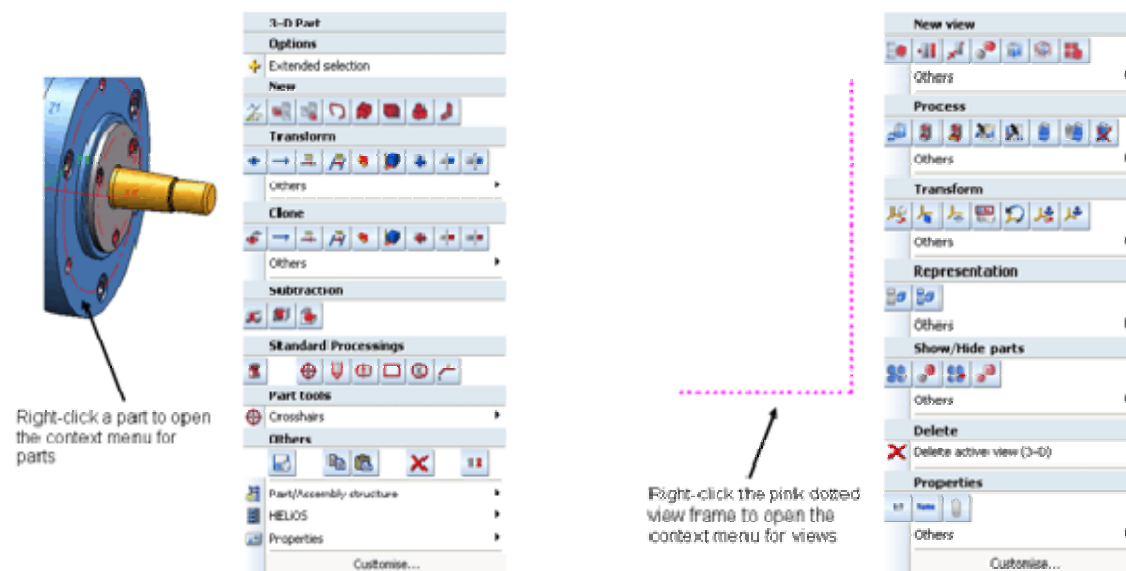 3-D Part
Options
Extended selection
New
Transform
Others
Clone
Others
Subtraction
Standard Processings
Part tools
Crosshairs
Others
Part/Assembly structure
HELiOS
Properties
Customise...
Right-click a part to open
the context menu for
parts
New view
Others
Process
Others
Transform
Others
Representation
Others
Show/Hide parts
Others
Delete
Delete active view (3-D)
Properties
Name
Others
Customise...
Right-click the pink dotted
view frame to open the
context menu for views